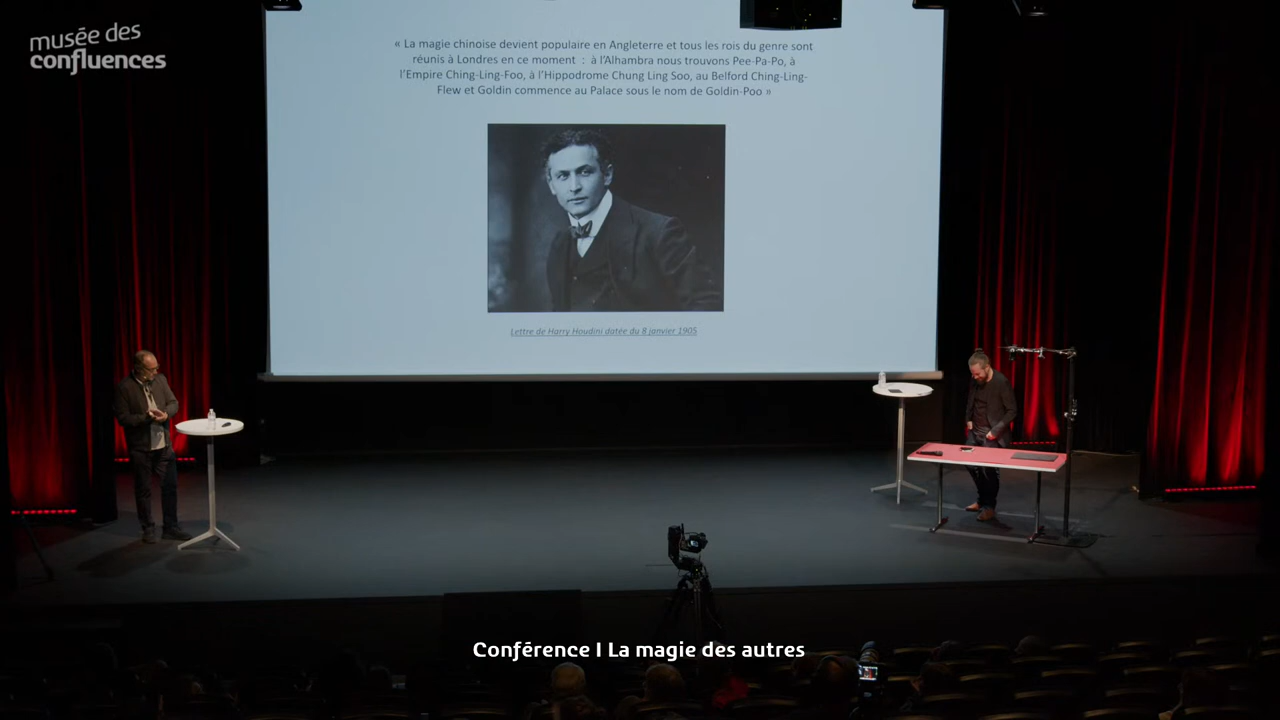 musée des
confluences
« La magie chinoise devient populaire en Angleterre et tous les rois du genre sont
réunis à Londres en ce moment : à l'Alhambra nous trouvons Pee-Pa-Po, à
l'Empire Ching-Ling-Foo, à l'Hippodrome Chung Ling Soo, au Belford Ching-Ling-
Flew et Goldin commence au Palace sous le nom de Goldin-Poo »
Lettre de Harry Houdini datée du 8 janvier 1905
Conférence I La magie des autres